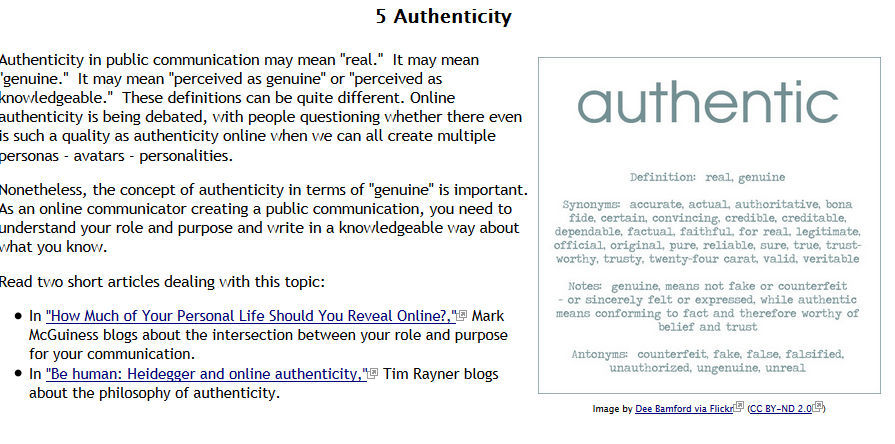 5 Authenticity
Authenticity in public communication may mean "real."  It may mean
"genuine."  It may mean "perceived as genuine" or "perceived as
knowledgeable."  These definitions can be quite different. Online
authenticity is being debated, with people questioning whether there even
is such a quality as authenticity online when we can all create multiple
personas - avatars - personalities.
Nonetheless, the concept of authenticity in terms of "genuine" is important.
As an online communicator creating a public communication, you need to
understand your role and purpose and write in a knowledgeable way about
what you know.
Read two short articles dealing with this topic:
• In "How Much of Your Personal Life Should You Reveal Online?," Mark
McGuiness blogs about the intersection between your role and purpose
for your communication.
• In "Be human: Heidegger and online authenticity," Tim Rayner blogs
about the philosophy of authenticity.
authentic
Definition:  real, genuine
Synonyms:  accurate, actual, authoritative, bona
fide, certain, convincing, credible, creditable,
dependable, factual, faithful, for real, legitimate,
official, original, pure, reliable, sure, true, trust-
worthy, trusty, twenty-four carat, valid, veritable
Notes:  genuine, means not fake or counterfeit
- or sincerely felt or expressed, while authentic
means conforming to fact and therefore worthy of
belief and trust
Antonyms:  counterfeit, fake, false, falsified,
unauthorized, ungenuine, unreal
Image by Dee Bamford via Flickr (CC BY-ND 2.0)